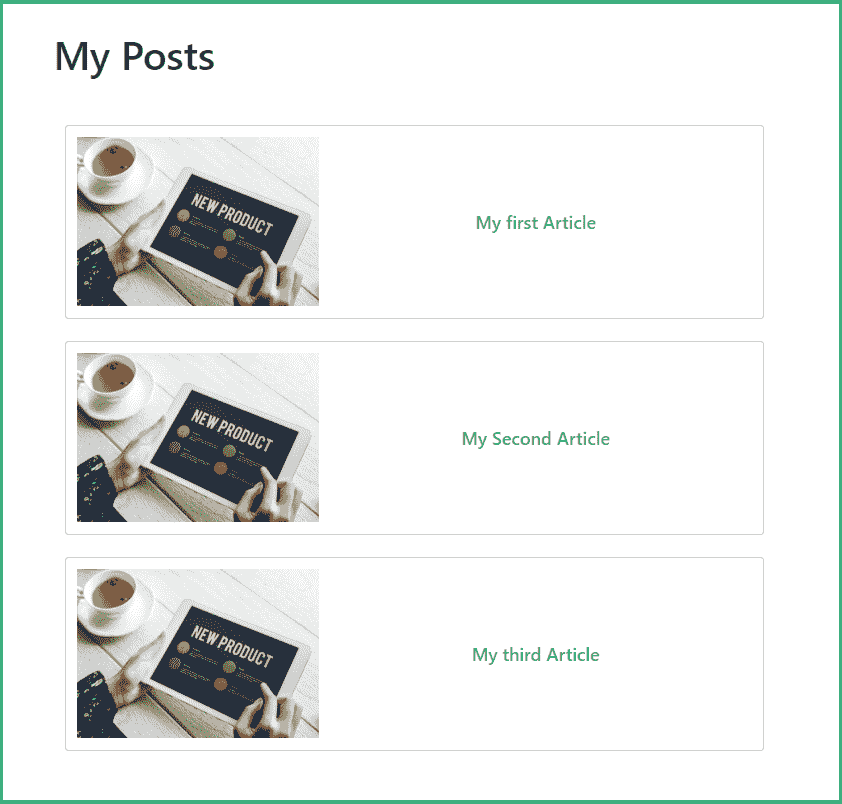 My Posts
NEW PRODUCT
My first Article
NEW PRODUCT
My Second Article
NEW PRODUCT
My third Article